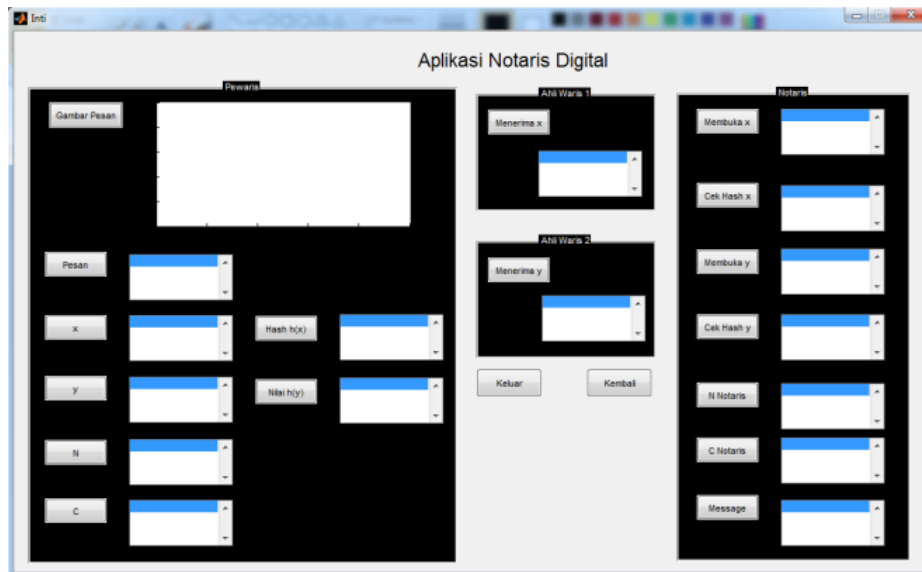 Inti
Aplikasi Notaris Digital
Pewaris
Gambar Pesan
Pesan
x
Hash h(x)
y
Nilai h(y)
N
C
Ahli Waris 1
Menerima x
Ahli Waris 2
Menerima y
Keluar
Kembali
Notaris
Membuka x
Cek Hash x
Membuka y
Cek Hash y
N Notaris
C Notaris
Message